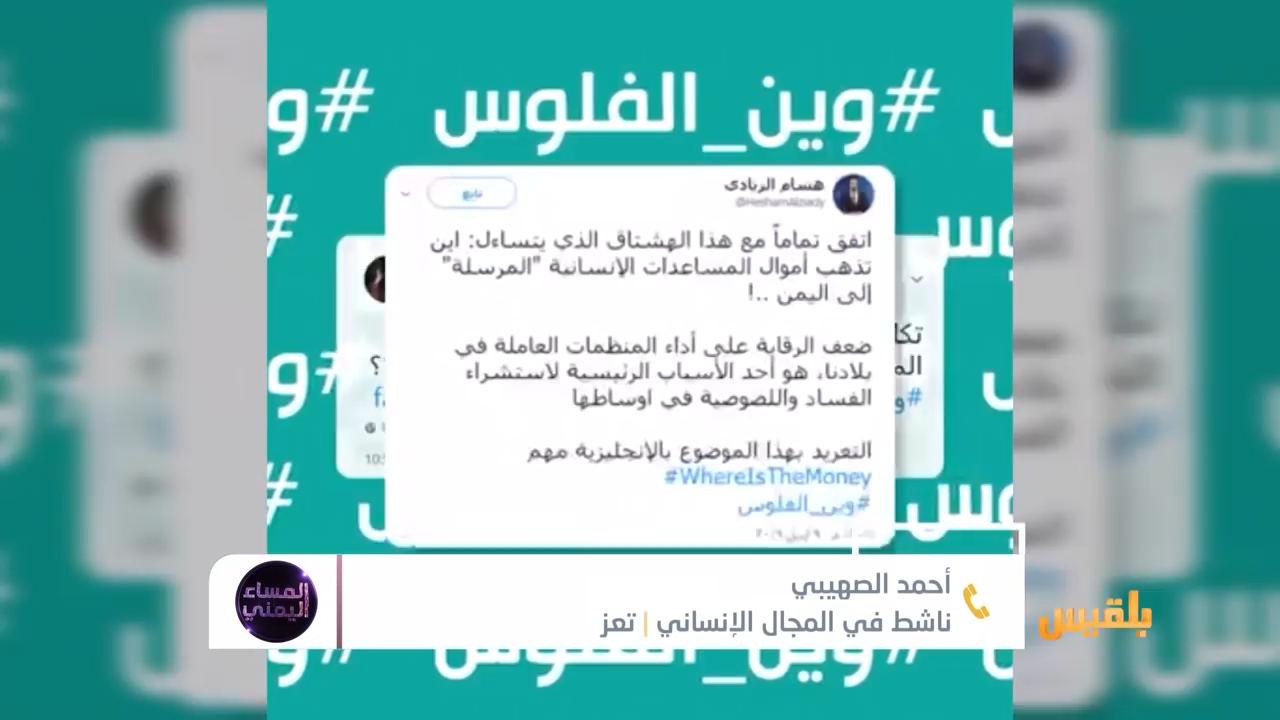 #وين_الفلوس #و
هشام الزيادي
تابع
@HeshamAlziady
اتفق تماماً مع هذا الهشتاق الذي يتساءل: اين
تذهب أموال المساعدات الإنسانية "المرسلة"
إلى اليمن ..!
ضعف الرقابة على أداء المنظمات العاملة في
بلادنا، هو أحد الأسباب الرئيسية لاستشراء
الفساد واللصوصية في اوساطها
التغريد بهذا الموضوع بالإنجليزية مهم
#WhereIsTheMoney
#وين_الفلوس
أحمد الصهيبي
ناشط في المجال الإنساني | تعز
المساء
اليمني
بلقيس
#وين_الفلوس #و